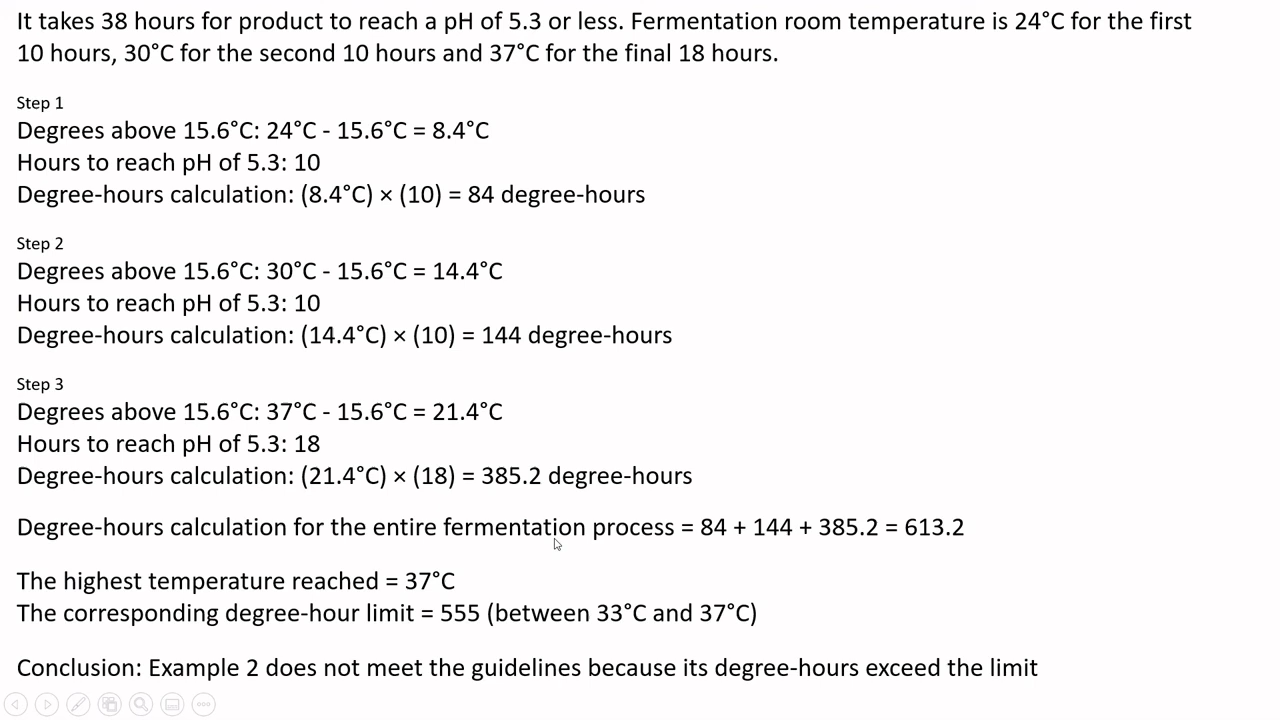 It takes 38 hours for product to reach a pH of 5.3 or less. Fermentation room temperature is 24°C for the first
10 hours, 30°C for the second 10 hours and 37°C for the final 18 hours.
Step 1
Degrees above 15.6°C: 24°C - 15.6°C = 8.4°C
Hours to reach pH of 5.3: 10
Degree-hours calculation: (8.4°C) × (10) = 84 degree-hours
Step 2
Degrees above 15.6°C: 30°C - 15.6°C = 14.4°C
Hours to reach pH of 5.3: 10
Degree-hours calculation: (14.4°C) × (10) = 144 degree-hours
Step 3
Degrees above 15.6°C: 37°C - 15.6°C = 21.4°C
Hours to reach pH of 5.3: 18
Degree-hours calculation: (21.4°C) × (18) = 385.2 degree-hours
Degree-hours calculation for the entire fermentation process = 84 + 144 + 385.2 = 613.2
The highest temperature reached = 37°C
The corresponding degree-hour limit = 555 (between 33°C and 37°C)
Conclusion: Example 2 does not meet the guidelines because its degree-hours exceed the limit